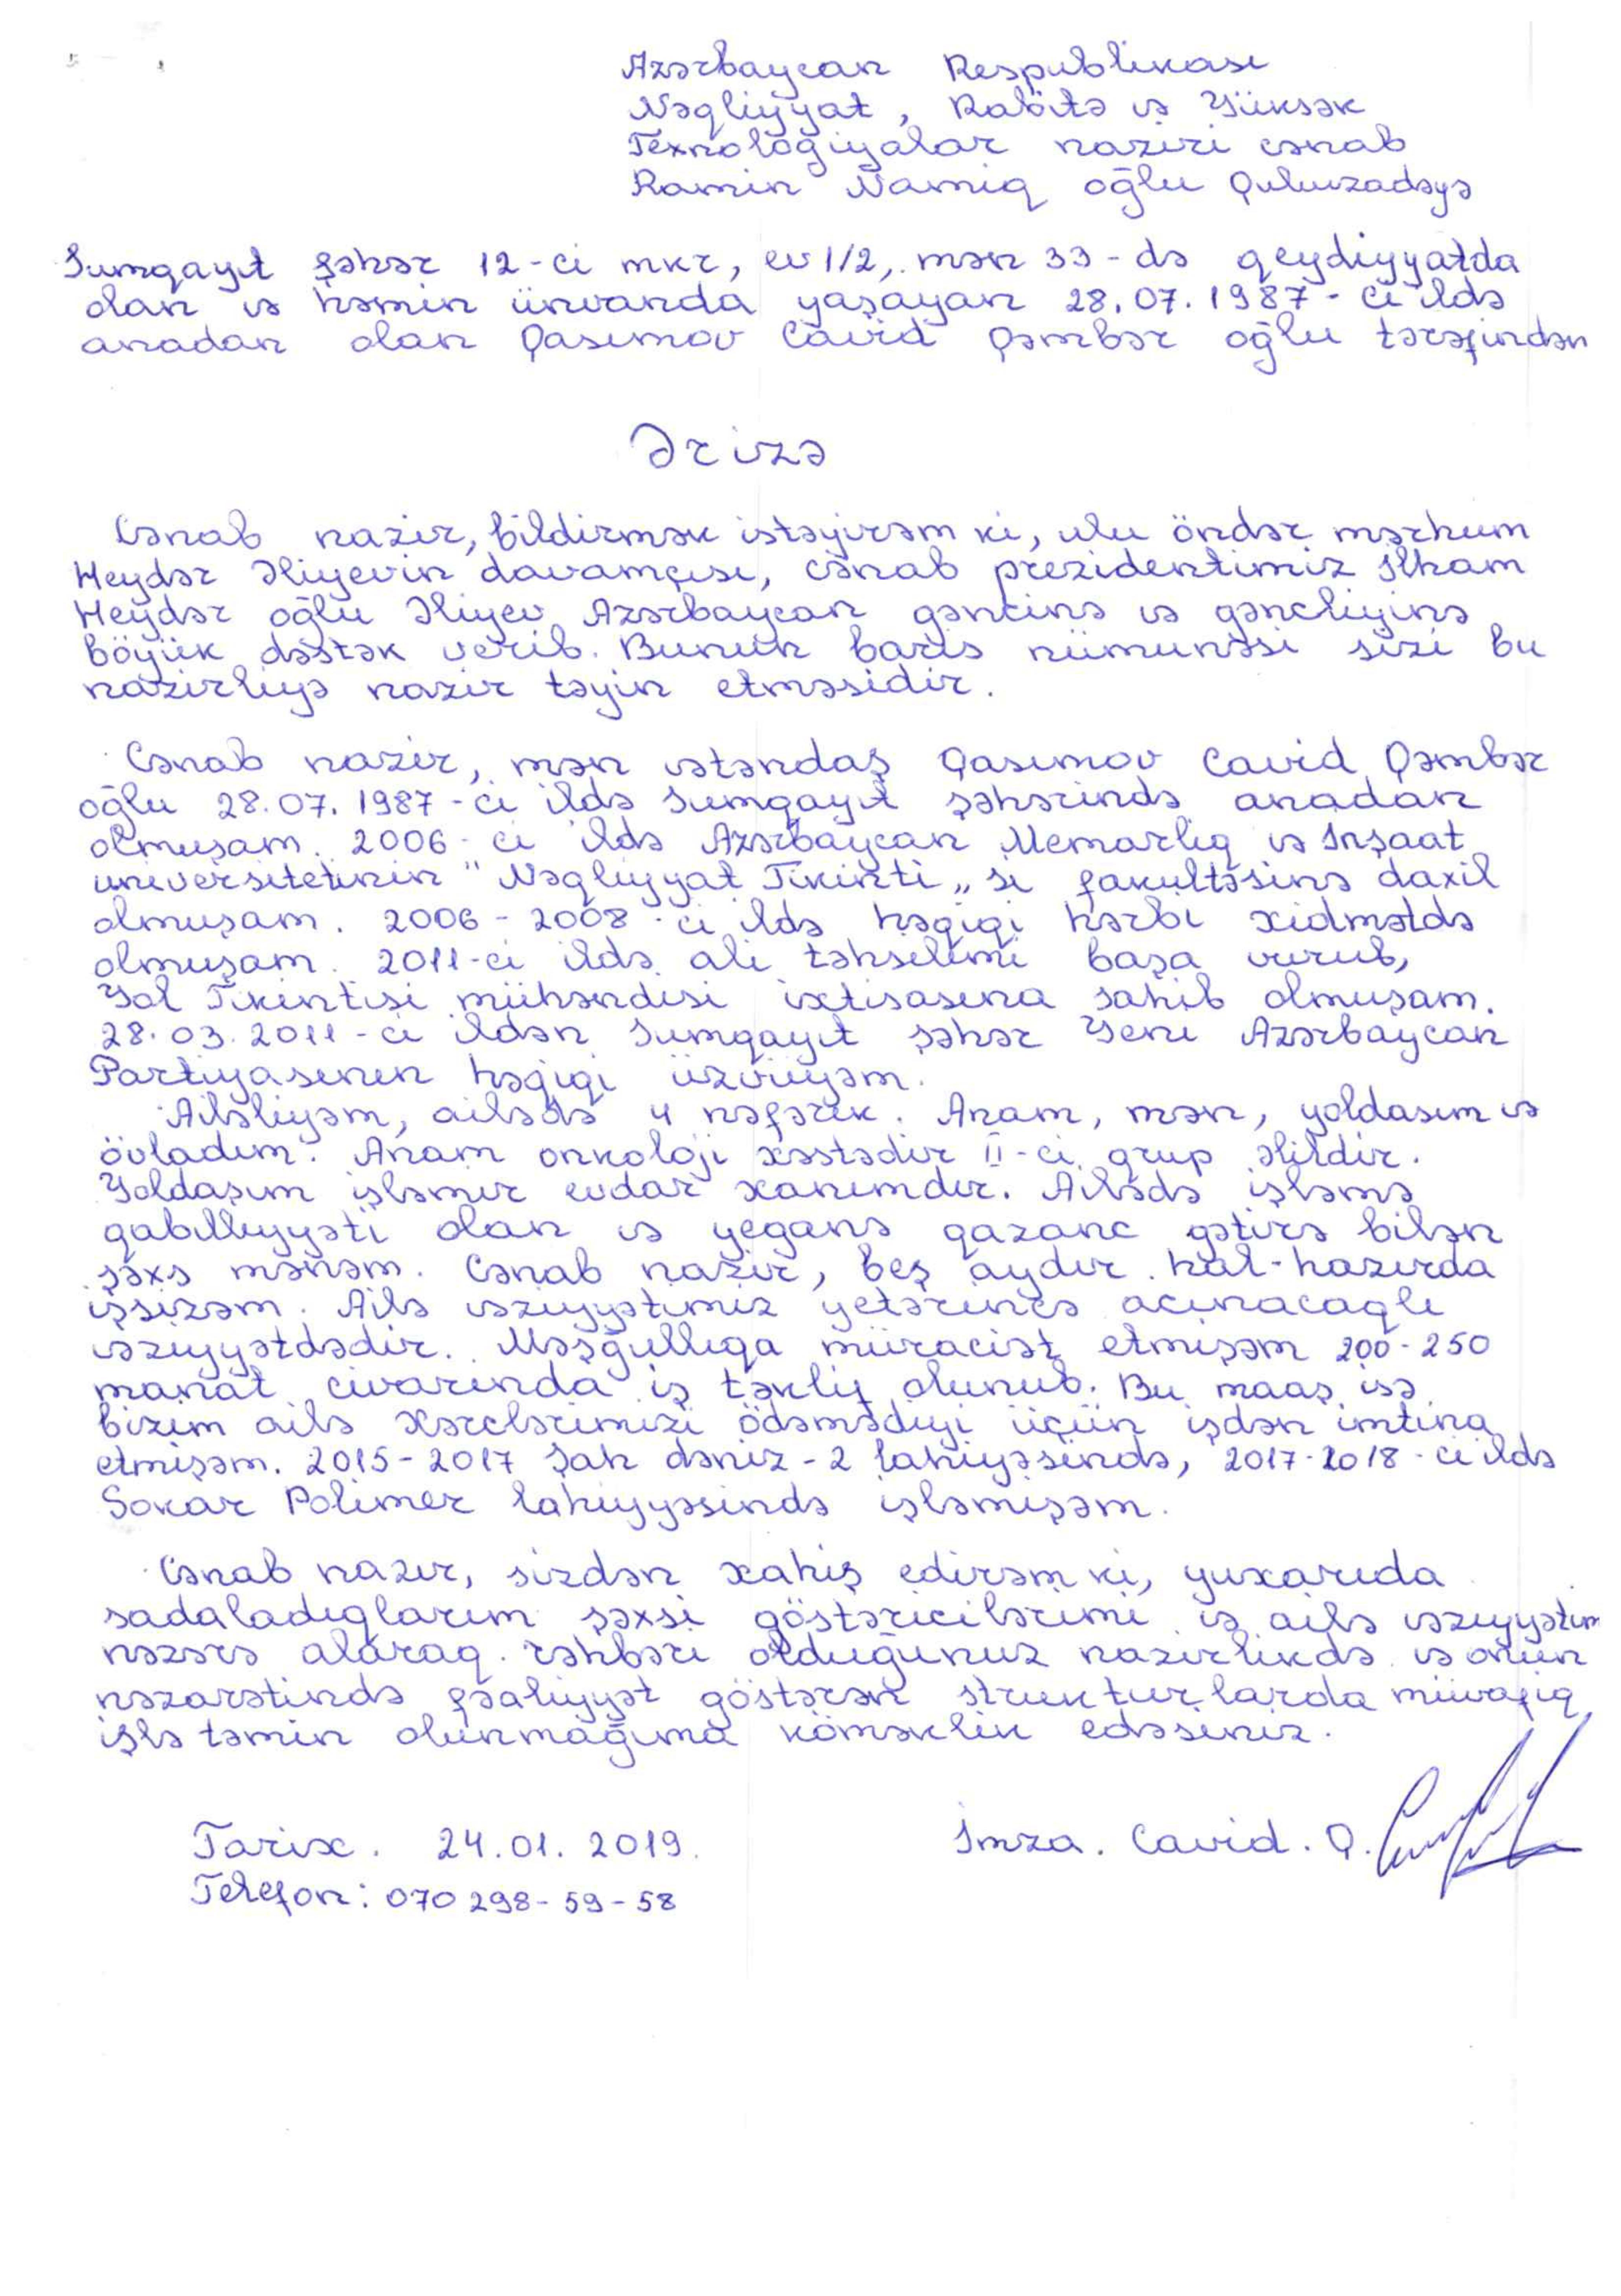 Azərbaycan Respublikası
Nəqliyyat, Rabitə və Yüksək
Texnologiyalar naziri cənab
Ramin Namiq oğlu Quluzadəyə
Sumqayıt şəhər 12-ci mkr, ev 1/2, mən 33-də qeydiyyatda
olan və həmin ünvanda yaşayan 28.07.1987-ci ildə
anadan olan Qasımov Cavid Qəmbər oğlu tərəfindən
Ərizə
Cənab nazir, bildirmək istəyirəm ki, ulu öndər mərhum
Heydər Əliyevin davamçısı, cənab prezidentimiz İlham
Heydər oğlu Əliyev Azərbaycan gəncinə və gəncliyinə
böyük dəstək verib. Bunun bariz nümunəsi sizi bu
nazirliyə nazir təyin etməsidir.
Cənab nazir, mən vətəndaş Qasımov Cavid Qəmbər
oğlu 28.07.1987-ci ildə Sumqayıt şəhərində anadan
olmuşam. 2006-ci ildə Azərbaycan Memarlıq və İnşaat
universitetinin "Nəqliyyat Tikinti„si fakultəsinə daxil
olmuşam. 2006-2008-ci ildə həqiqi hərbi xidmətdə
olmuşam. 2011-ci ildə ali təhsilimi başa vurub,
Yol Tikintisi mühəndisi ixtisasına sahib olmuşam.
28.03.2011-ci ildən Sumqayıt şəhər Yeni Azərbaycan
Partiyasının həqiqi üzvüyəm.
Ailəliyəm, ailədə 4 nəfərik. Anam, mən, yoldasım və
övladım. Anam onkoloji xəstədir II-ci grup əlildir.
Yoldaşım işləmir evdar xanımdır. Ailədə işləmə
qabilliyyəti olan və yeganə qazanc gətirə bilən
şəxs mənəm. Cənab nazir, beş aydır hal-hazırda
işsizəm. Ailə vəziyyətimiz yetərincə acınacaqlı
vəziyyətdədir. Məşğullıqa müraciət etmişəm 200-250
manat civarında iş təklif olunub. Bu maaş isə
bizim ailə xərclərimizi ödəmədiyi üçün işdən imtina
etmişəm. 2015-2017 Şah dəniz-2 lahiyəsində, 2017-2018-ci ildə
Sokar Polimer lahiyyəsində işləmişəm.
Cənab nazir, sizdən xahiş edirəm ki, yuxarıda
sadaladıqlarım şəxsi göstəricilərimi və ailə vəziyyətim
nəzərə alaraq. rəhbəri olduğunuz nazirlikdə və onun
nəzarətində fəaliyyət göstərən strukturlarda müvafiq
işlə təmin olunmağıma köməklik edəsiniz.
Tarix. 24.01.2019.
İmza. Cavid. Q.
Telefon: 070 298-59-58